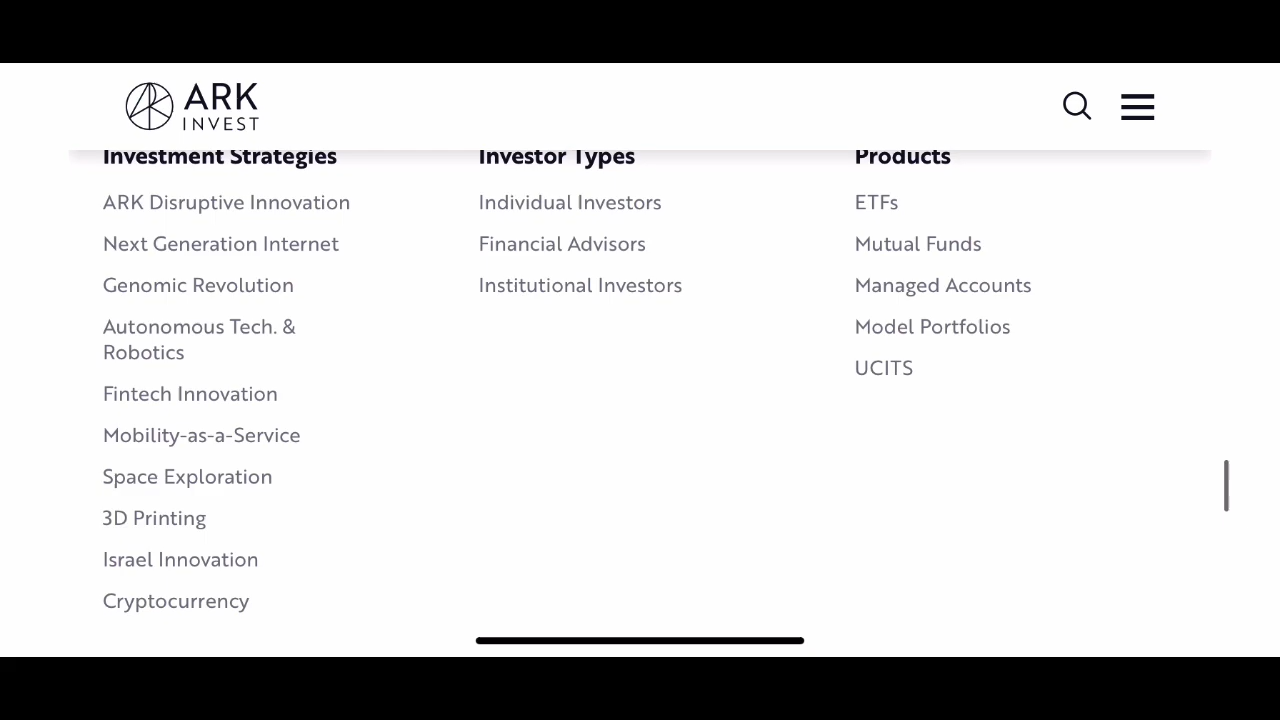 ARK
INVEST
Investment Strategies
ARK Disruptive Innovation
Next Generation Internet
Genomic Revolution
Autonomous Tech. &
Robotics
Fintech Innovation
Mobility-as-a-Service
Space Exploration
3D Printing
Israel Innovation
Cryptocurrency
Investor Types
Individual Investors
Financial Advisors
Institutional Investors
Products
ETFs
Mutual Funds
Managed Accounts
Model Portfolios
UCITS